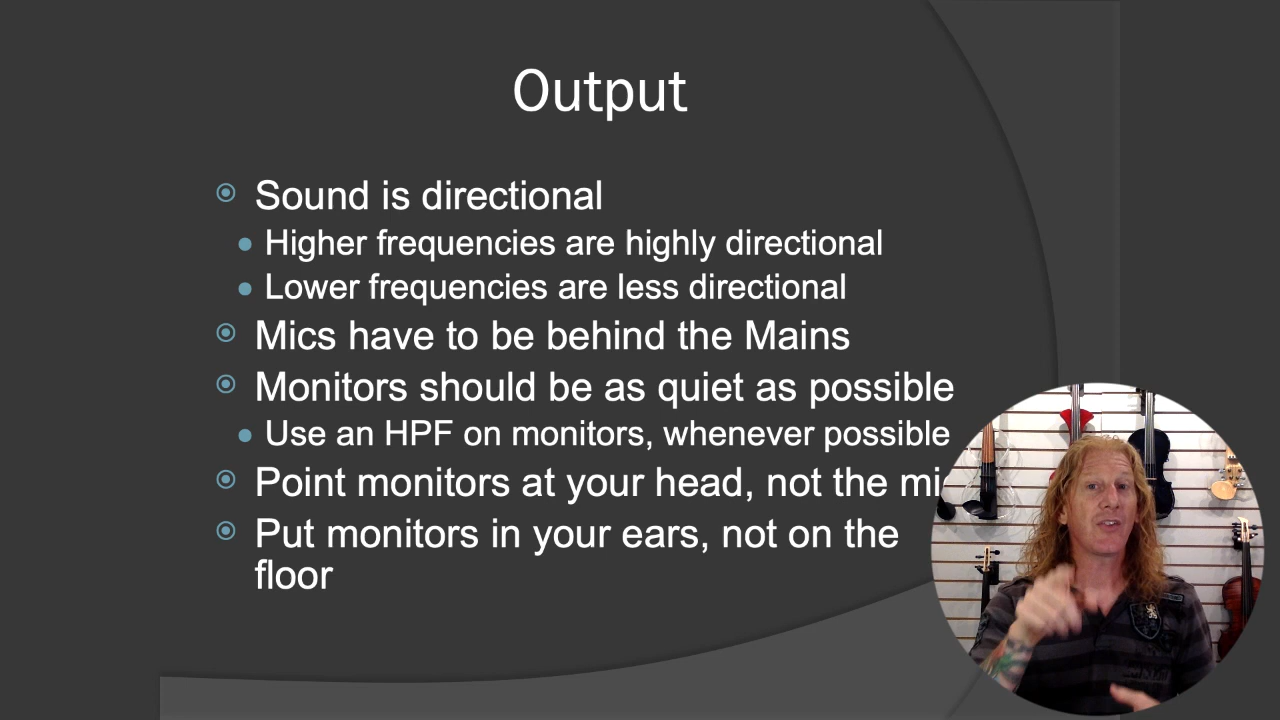 Output
Sound is directional
Higher frequencies are highly directional
Lower frequencies are less directional
Mics have to be behind the Mains
Monitors should be as quiet as possible
Use an HPF on monitors, whenever possible
Point monitors at your head, not the
Put monitors in your ears, not on the
floor